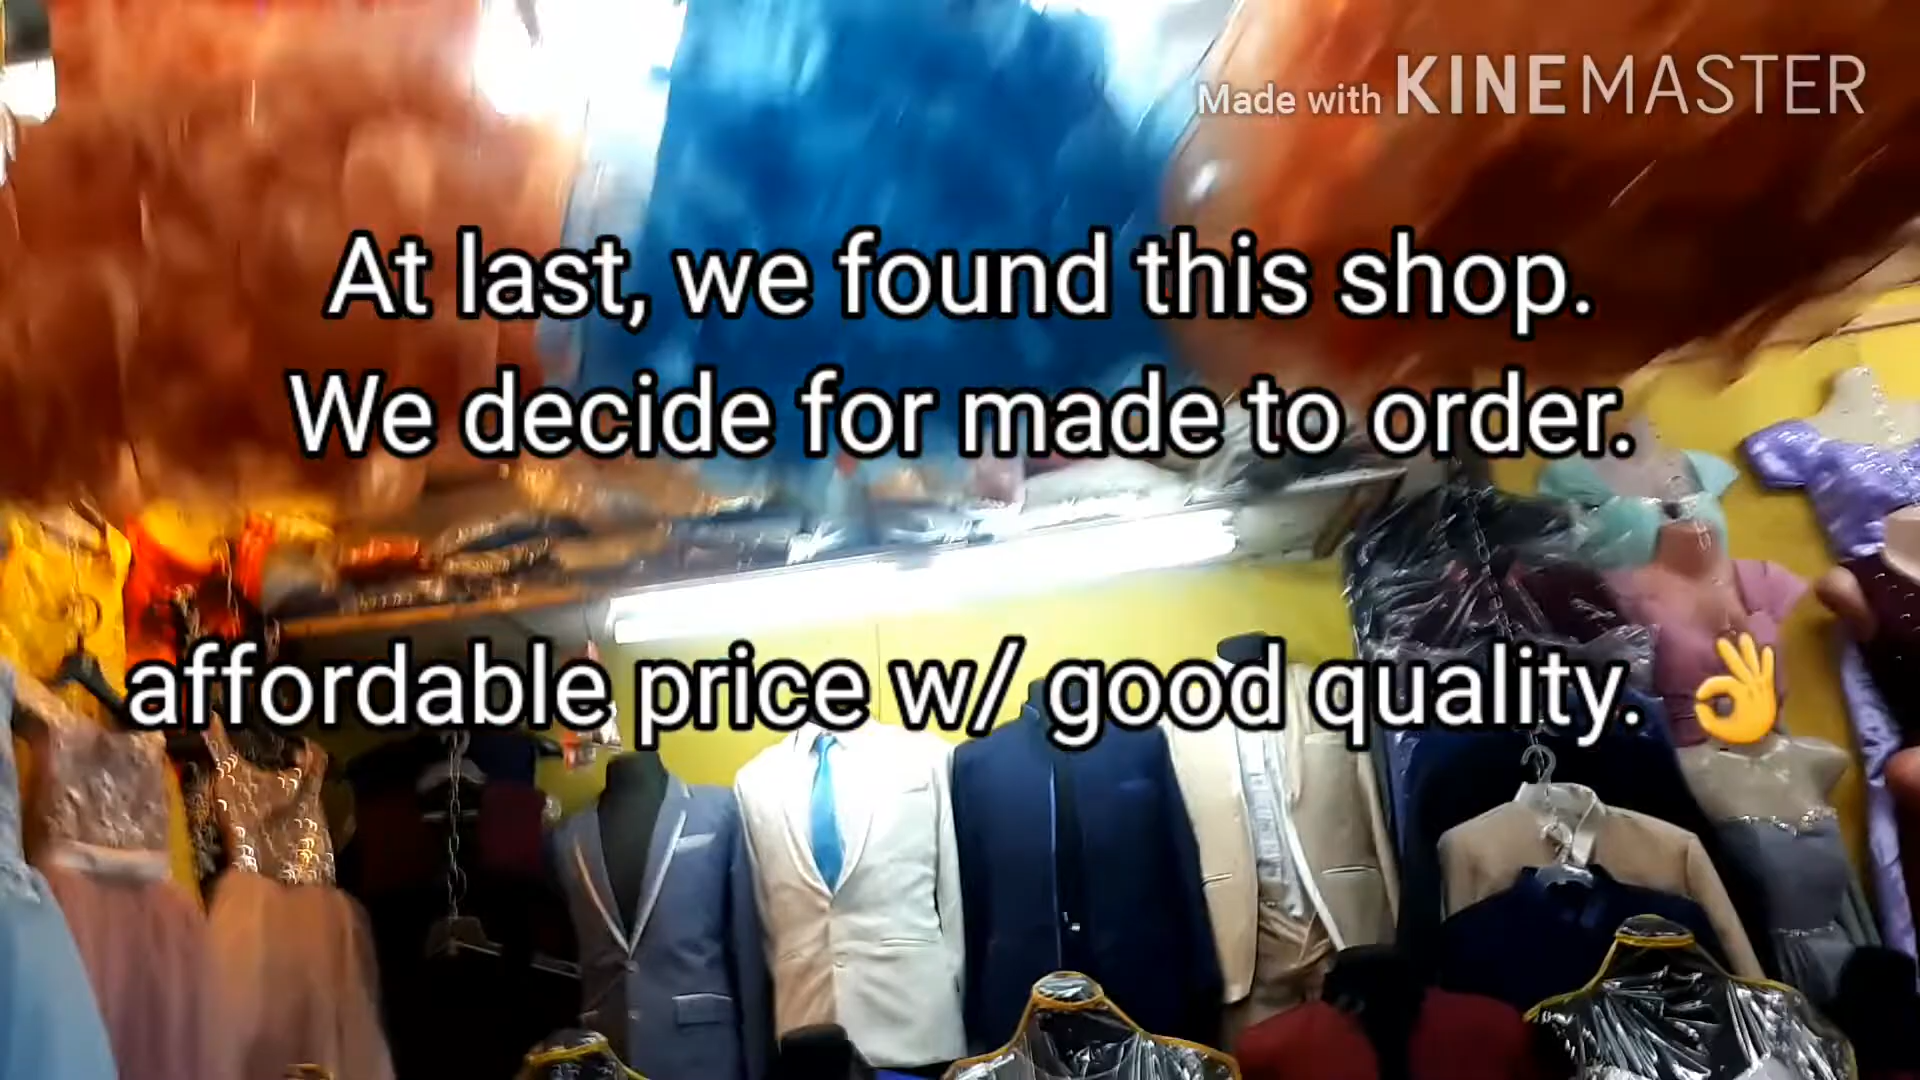 Made with KINEMASTER
At last, we found this shop.
We decide for made to order.
affordable price w/ good quality. 👌